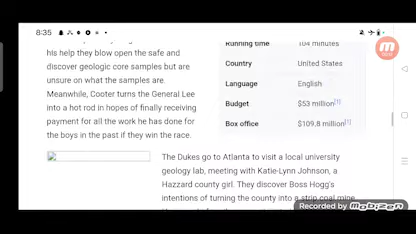 8:35
his help they blow open the safe and
discover geologic core samples but are
unsure on what the samples are.
Meanwhile, Cooter turns the General Lee
into a hot rod in hopes of finally receiving
payment for all the work he has done for
the boys in the past if they win the race.
Running time 104 minutes
Country United States
Language English
Budget $53 million[1]
Box office $109.8 million[1]
The Dukes go to Atlanta to visit a local university
geology lab, meeting with Katie-Lynn Johnson, a
Hazzard county girl. They discover Boss Hogg's
intentions of turning the county into a strip coal mine.
Recorded by mobizen